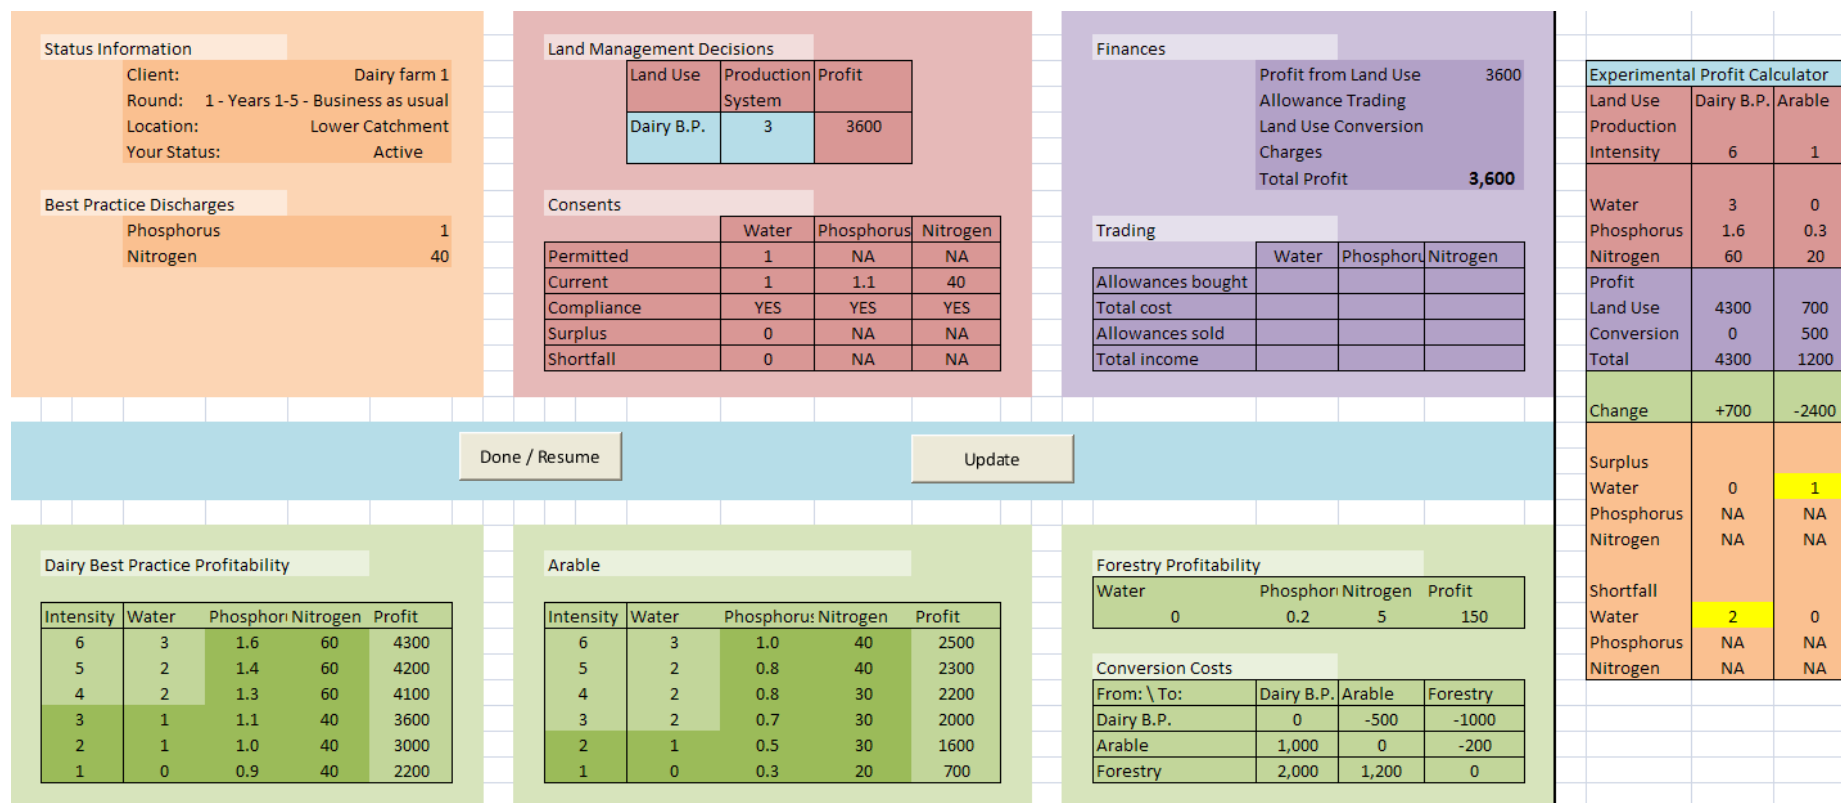 Status Information
Client: Dairy farm 1
Round: 1 - Years 1-5 - Business as usual
Location: Lower Catchment
Your Status: Active
Best Practice Discharges
Phosphorus 1
Nitrogen 40
Land Management Decisions
Land Use Production System Profit
Dairy B.P. 3 3600
Consents
Water Phosphorus Nitrogen
Permitted 1 NA NA
Current 1 1.1 40
Compliance YES YES YES
Surplus 0 NA NA
Shortfall 0 NA NA
Finances
Profit from Land Use 3600
Allowance Trading
Land Use Conversion
Charges
Total Profit 3,600
Trading
Water Phosphoru Nitrogen
Allowances bought
Total cost
Allowances sold
Total income
Experimental Profit Calculator
Land Use Dairy B.P. Arable
Production
Intensity 6 1
Water 3 0
Phosphorus 1.6 0.3
Nitrogen 60 20
Profit
Land Use 4300 700
Conversion 0 500
Total 4300 1200
Change +700 -2400
Surplus
Water 0 1
Phosphorus NA NA
Nitrogen NA NA
Shortfall
Water 2 0
Phosphorus NA NA
Nitrogen NA NA
Done / Resume
Update
Dairy Best Practice Profitability
Intensity Water Phosphor Nitrogen Profit
6 3 1.6 60 4300
5 2 1.4 60 4200
4 2 1.3 60 4100
3 1 1.1 40 3600
2 1 1.0 40 3000
1 0 0.9 40 2200
Arable
Intensity Water Phosphorus Nitrogen Profit
6 3 1.0 40 2500
5 2 0.8 40 2300
4 2 0.8 30 2200
3 2 0.7 30 2000
2 1 0.5 30 1600
1 0 0.3 20 700
Forestry Profitability
Water Phosphor Nitrogen Profit
0 0.2 5 150
Conversion Costs
From: \ To: Dairy B.P. Arable Forestry
Dairy B.P. 0 -500 -1000
Arable 1,000 0 -200
Forestry 2,000 1,200 0